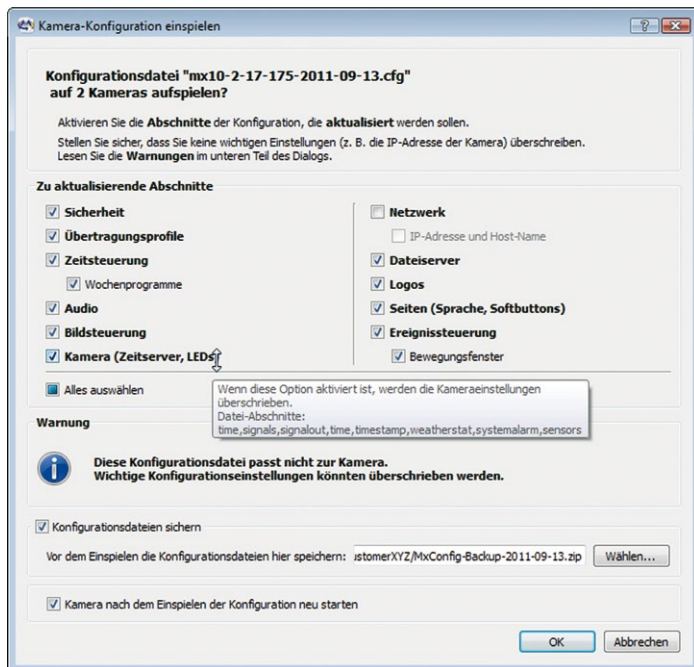 Kamera-Konfiguration einspielen
Konfigurationsdatei "mx10-2-17-175-2011-09-13.cfg"
auf 2 Kameras aufspielen?
Aktivieren Sie die Abschnitte der Konfiguration, die aktualisiert werden sollen.
Stellen Sie sicher, dass Sie keine wichtigen Einstellungen (z. B. die IP-Adresse der Kamera) überschreiben.
Lesen Sie die Warnungen im unteren Teil des Dialogs.
Zu aktualisierende Abschnitte
Sicherheit
Übertragungsprofile
Zeitsteuerung
Wochenprogramme
Audio
Bildsteuerung
Kamera (Zeitserver, LEDs)
Netzwerk
IP-Adresse und Host-Name
Dateiserver
Logos
Seiten (Sprache, Softbuttons)
Ereignissteuerung
Bewegungsfenster
Alles auswählen
Wenn diese Option aktiviert ist, werden die Kameraeinstellungen
überschrieben.
Datei-Abschnitte:
time,signals,signalout,time,timestamp,weatherstat,systemalarm,sensors
Warnung
Diese Konfigurationsdatei passt nicht zur Kamera.
Wichtige Konfigurationseinstellungen könnten überschrieben werden.
Konfigurationsdateien sichern
Vor dem Einspielen die Konfigurationsdateien hier speichern: ustomerXYZ/MxConfig-Backup-2011-09-13.zip Wählen...
Kamera nach dem Einspielen der Konfiguration neu starten
OK Abbrechen